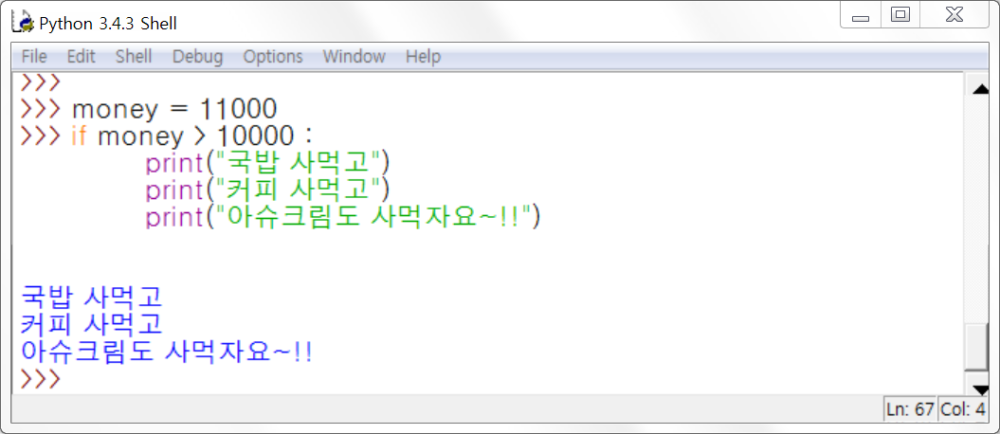 Python 3.4.3 Shell
File Edit Shell Debug Options Window Help
>>>
>>> money = 11000
>>> if money > 10000 :
print("국밥 사먹고")
print("커피 사먹고")
print("아슈크림도 사먹자요~!!")
국밥 사먹고
커피 사먹고
아슈크림도 사먹자요~!!
>>>
Ln: 67 Col: 4